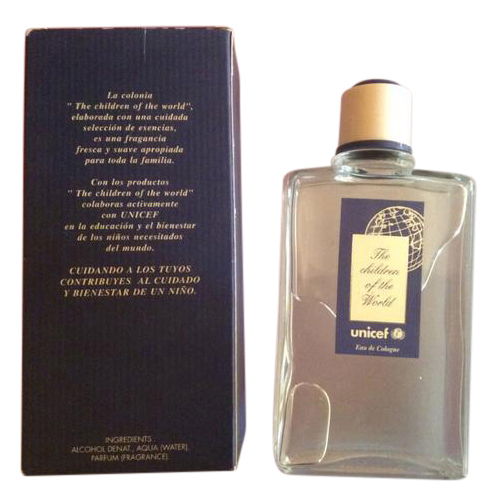 La colonia
" The children of the world",
elaborada con una cuidada
selección de esencias,
es una fragancia
fresca y suave apropiada
para toda la familia.
Con los productos
" The children of the world"
colaboras activamente
con UNICEF
en la educación y el bienestar
de los niños necesitados
del mundo.
CUIDANDO A LOS TUYOS
CONTRIBUYES AL CUIDADO
Y BIENESTAR DE UN NIÑO.
INGREDIENTS
ALCOHOL DENAT., AQUA (WATER),
PARFUM (FRAGRANCE).
The
children
of the
World
unicef
Eau de Cologne